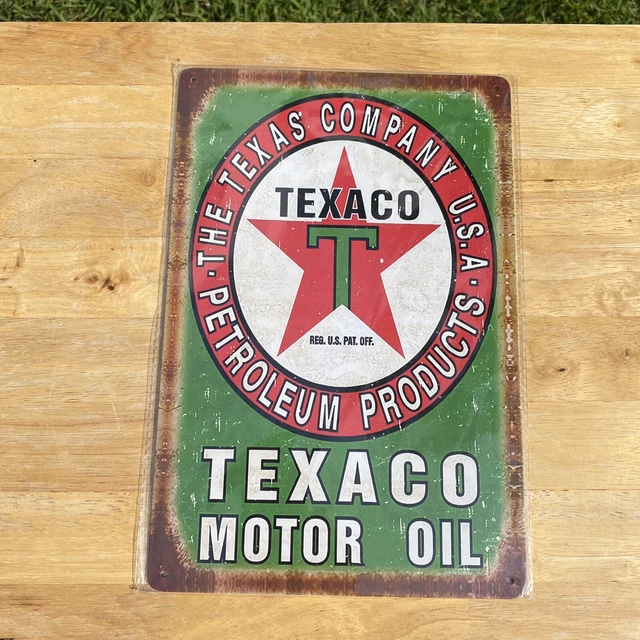 THE TEXAS COMPANY U.S.A.
TEXACO
T
REG. U.S. PAT. OFF.
PETROLEUM PRODUCTS
TEXACO
MOTOR OIL